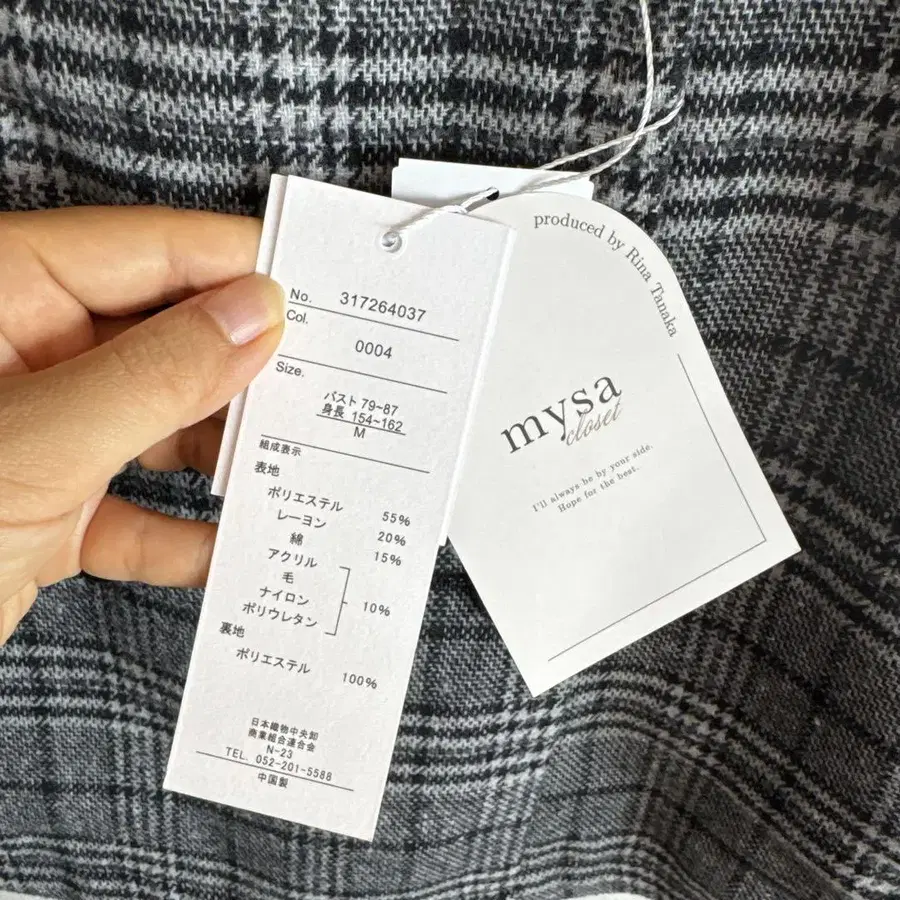 No. 317264037
Col.
0004
Size.
バスト 79~87
身長 154~162
M
組成表示
表地
ポリエステル 55%
レーヨン 20%
綿 15%
アクリル
毛
ナイロン 10%
ポリウレタン
裏地
ポリエステル 100%
日本織物中央卸
商業組合連合会
N-23
TEL. 052-201-5588
中国製
produced by Rina Tanaka
mysa
closet
I'll always be by your side.
Hope for the best.